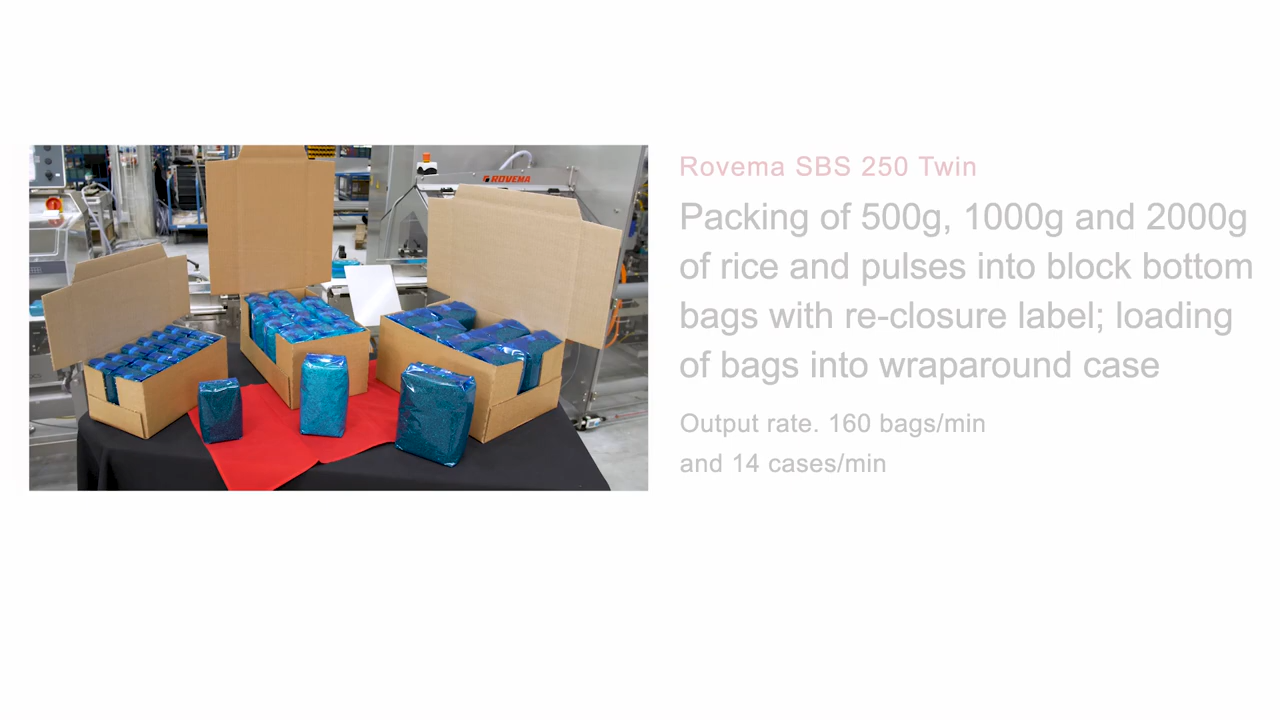 ROVEMA
Rovema SBS 250 Twin
Packing of 500g, 1000g and 2000g
of rice and pulses into block bottom
bags with re-closure label; loading
of bags into wraparound case
Output rate. 160 bags/min
and 14 cases/min